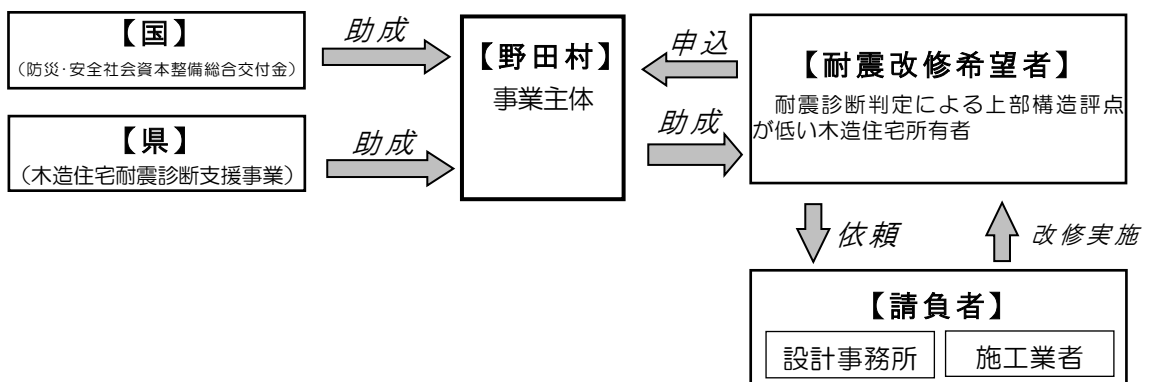 【国】
(防災・安全社会資本整備総合交付金)
助成
【県】
(木造住宅耐震診断支援事業)
助成
【野田村】
事業主体
申込
助成
【耐震改修希望者】
耐震診断判定による上部構造評点
が低い木造住宅所有者
依頼
改修実施
【請負者】
設計事務所
施工業者